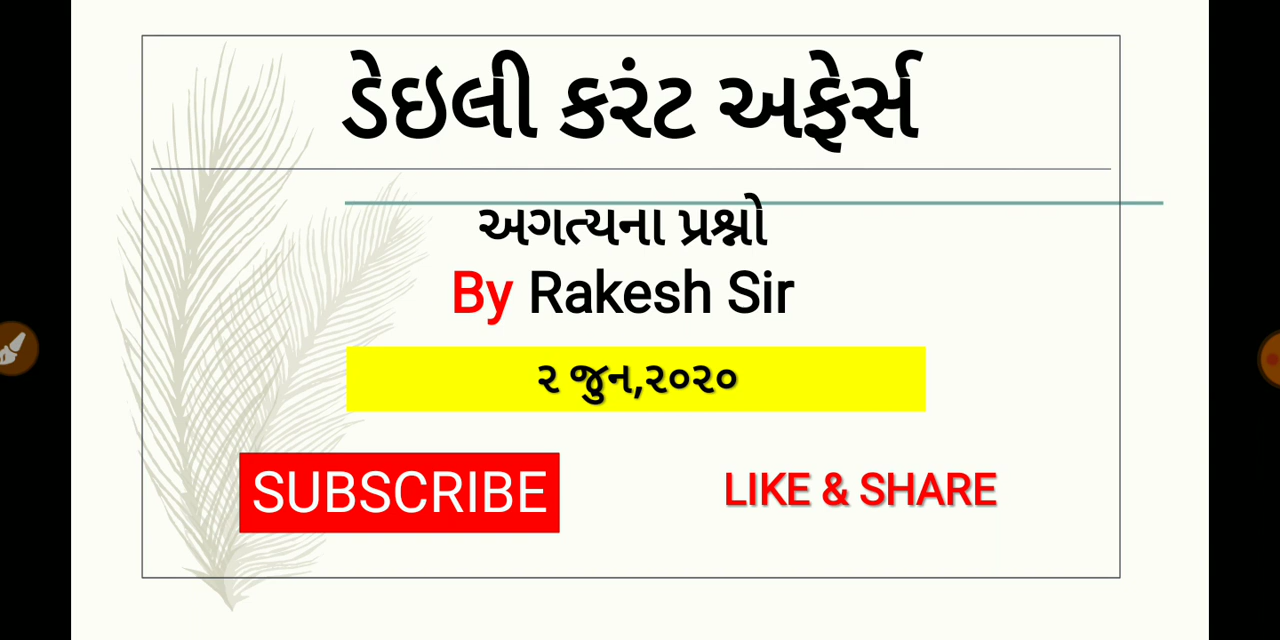 ડેઇલી કરંટ અફેર્સ
અગત્યના પ્રશ્નો
By Rakesh Sir
૨ જુન,૨૦૨૦
SUBSCRIBE
LIKE & SHARE